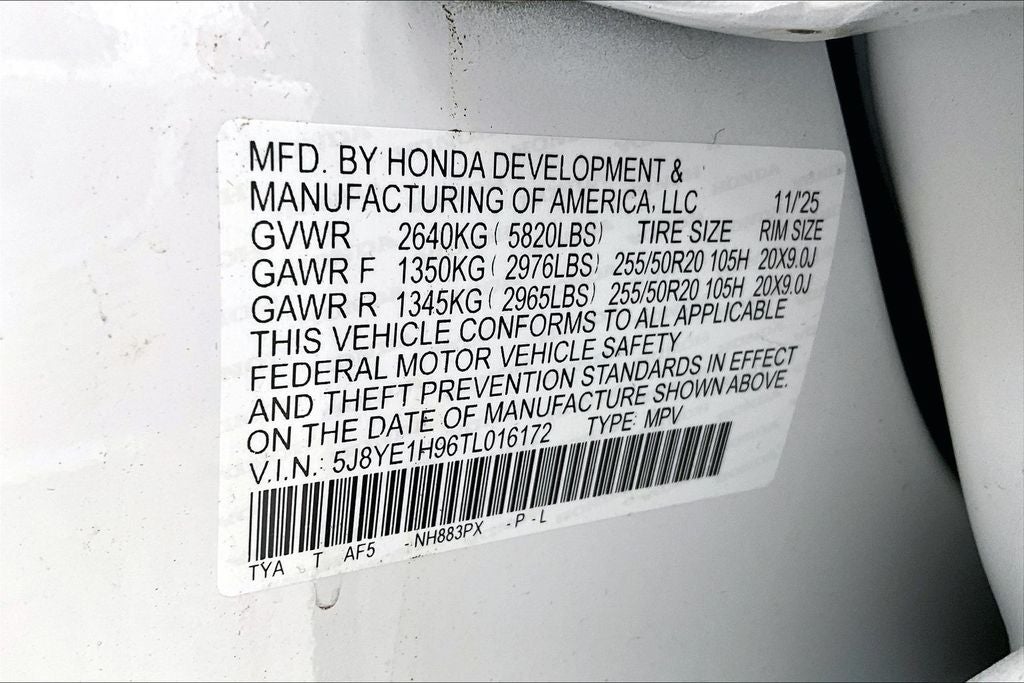 MFD. BY HONDA DEVELOPMENT &
MANUFACTURING OF AMERICA, LLC 11/'25
GVWR 2640KG ( 5820LBS) TIRE SIZE RIM SIZE
GAWR F 1350KG ( 2976LBS) 255/50R20 105H 20X9.0J
GAWR R 1345KG ( 2965LBS) 255/50R20 105H 20X9.0J
THIS VEHICLE CONFORMS TO ALL APPLICABLE
FEDERAL MOTOR VEHICLE SAFETY
AND THEFT PREVENTION STANDARDS IN EFFECT
ON THE DATE OF MANUFACTURE SHOWN ABOVE.
V.I.N.: 5J8YE1H96TL016172 TYPE: MPV
TYA T AF5 -NH883PX -P-L